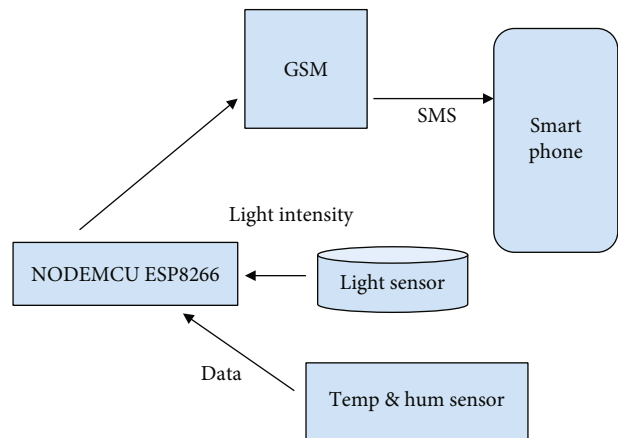 GSM
SMS
Smart
phone
Light intensity
NODEMCU ESP8266
Light sensor
Data
Temp & hum sensor